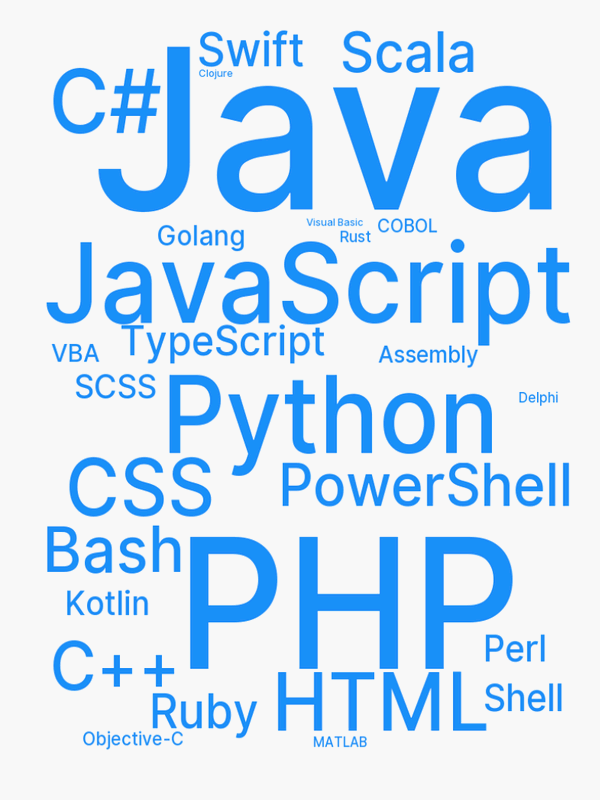 Swift
Scala
Clojure
C#
Java
Visual Basic
COBOL
Golang
Rust
JavaScript
TypeScript
VBA
Assembly
SCSS
Python
Delphi
CSS
PowerShell
Bash
PHP
Kotlin
Perl
C++
Shell
Ruby
HTML
Objective-C
MATLAB